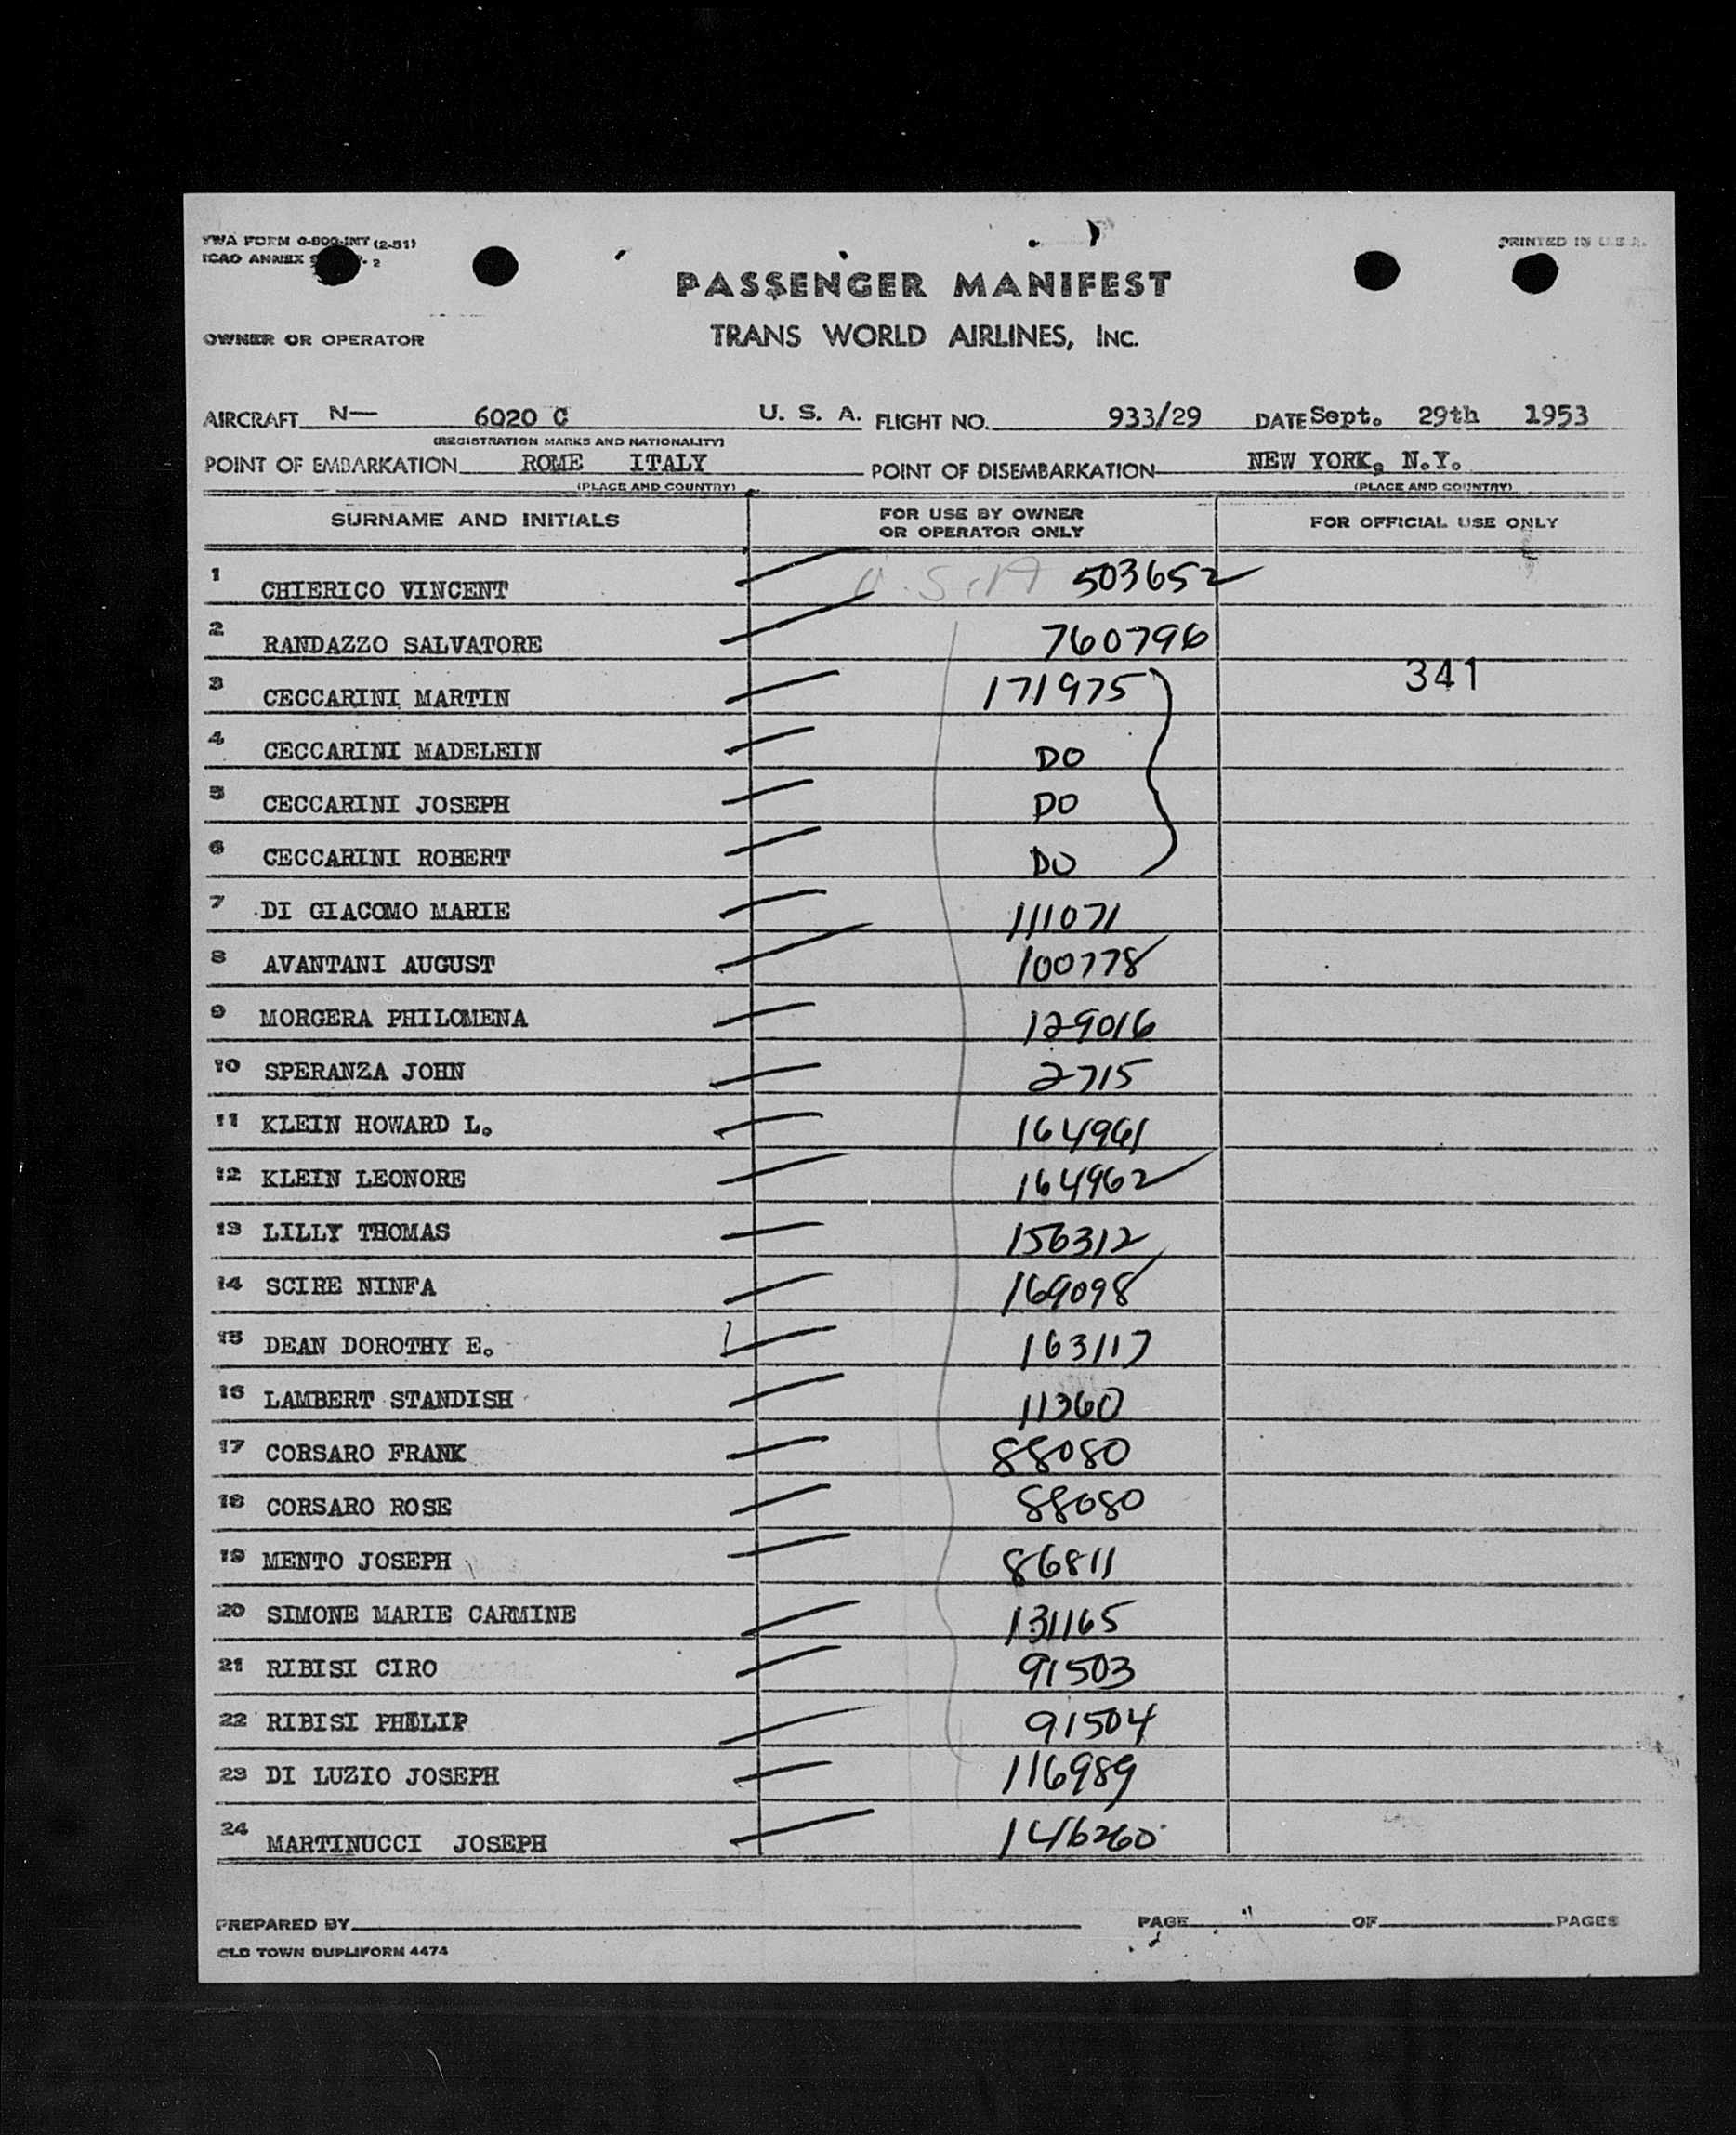 TWA FORM O-800-INT (2-51)
ICAO ANNEX 9 2
PRINTED IN U.S.A.
PASSENGER MANIFEST
OWNER OR OPERATOR
TRANS WORLD AIRLINES, INC.
AIRCRAFT N— 6020 C U. S. A. FLIGHT NO. 933/29 DATE Sept. 29th 1953
(REGISTRATION MARKS AND NATIONALITY)
POINT OF EMBARKATION ROME ITALY POINT OF DISEMBARKATION NEW YORK, N.Y.
(PLACE AND COUNTRY) (PLACE AND COUNTRY)
SURNAME AND INITIALS FOR USE BY OWNER OR OPERATOR ONLY FOR OFFICIAL USE ONLY
1 CHIERICO VINCENT U.S.A 503652
2 RANDAZZO SALVATORE 760796
3 CECCARINI MARTIN 171975 341
4 CECCARINI MADELEIN DO
5 CECCARINI JOSEPH DO
6 CECCARINI ROBERT DO
7 DI GIACOMO MARIE 111071
8 AVANTANI AUGUST 100778
9 MORGERA PHILOMENA 129016
10 SPERANZA JOHN 2715
11 KLEIN HOWARD L. 164961
12 KLEIN LEONORE 164962
13 LILLY THOMAS 156312
14 SCIRE NINFA 169098
15 DEAN DOROTHY E. 163117
16 LAMBERT STANDISH 11360
17 CORSARO FRANK 88080
18 CORSARO ROSE 88080
19 MENTO JOSEPH 86811
20 SIMONE MARIE CARMINE 131165
21 RIBISI CIRO 91503
22 RIBISI PHILIP 91504
23 DI LUZIO JOSEPH 116989
24 MARTINUCCI JOSEPH 146260
PREPARED BY PAGE OF PAGES
OLD TOWN DUPLIFORM 4474